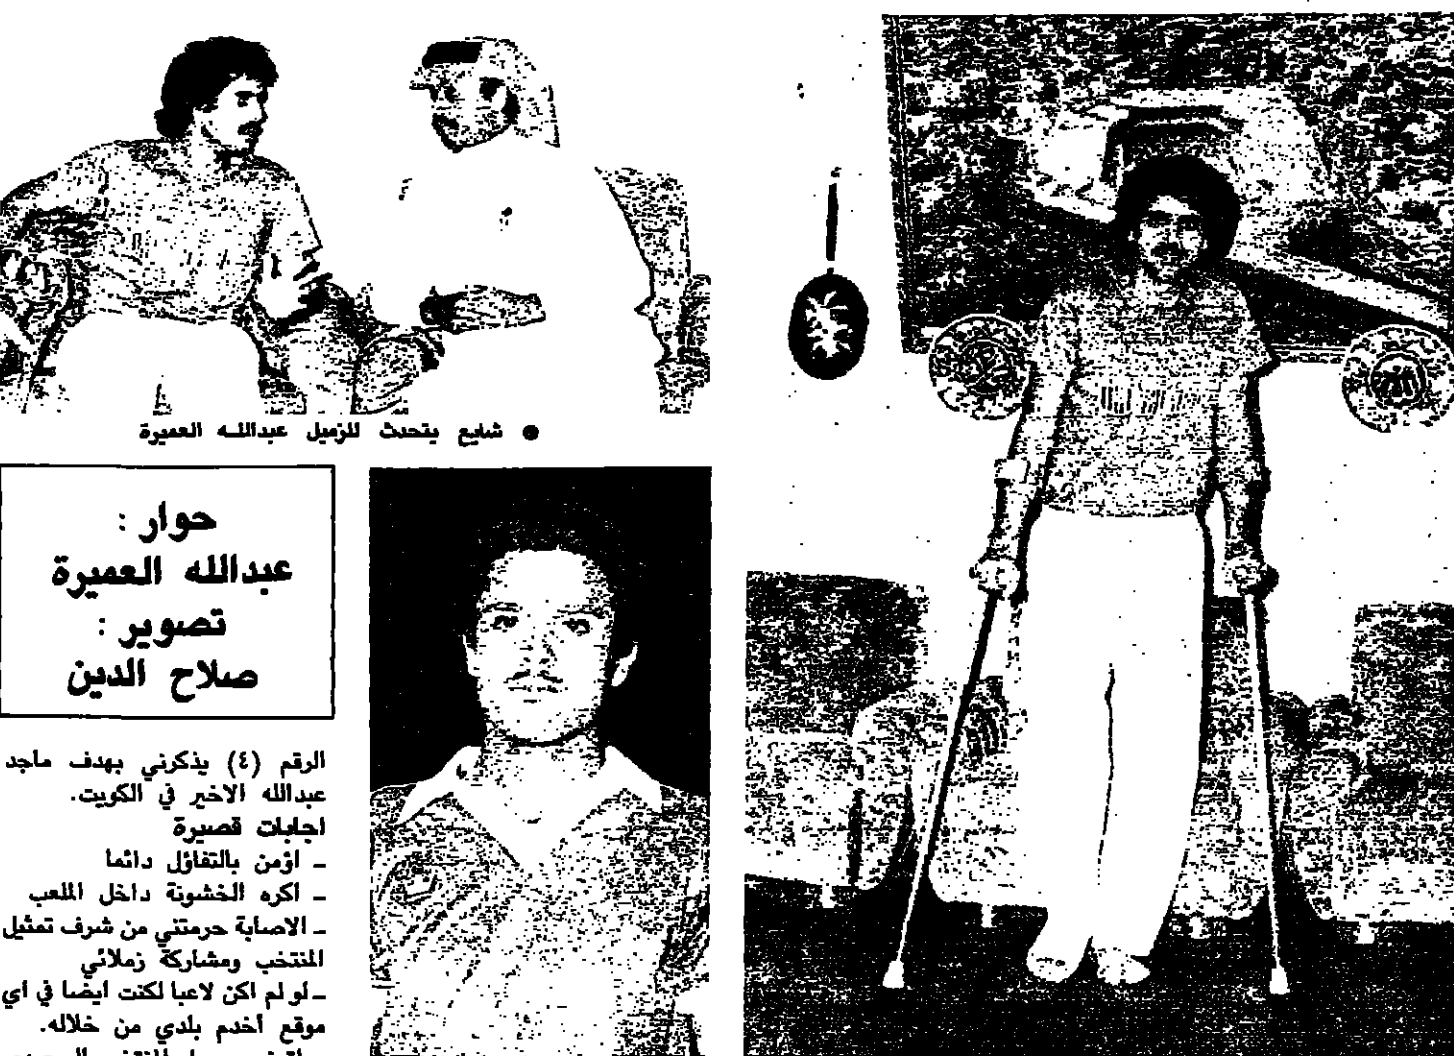 ● شايع يتحدث للزميل عبدالله العميرة
حوار :
عبدالله العميرة
تصوير :
صلاح الدين
الرقم (٤) يذكرني بهدف ماجد
عبدالله الاخير في الكويت.
اجابات قصيرة
ـ اؤمن بالتفاؤل دائما
ـ اكره الخشونة داخل الملعب
ـ الاصابة حرمتني من شرف تمثيل
المنتخب ومشاركة زملائي
ـ لو لم اكن لاعبا لكنت ايضا في اي
موقع أخدم بلدي من خلاله.